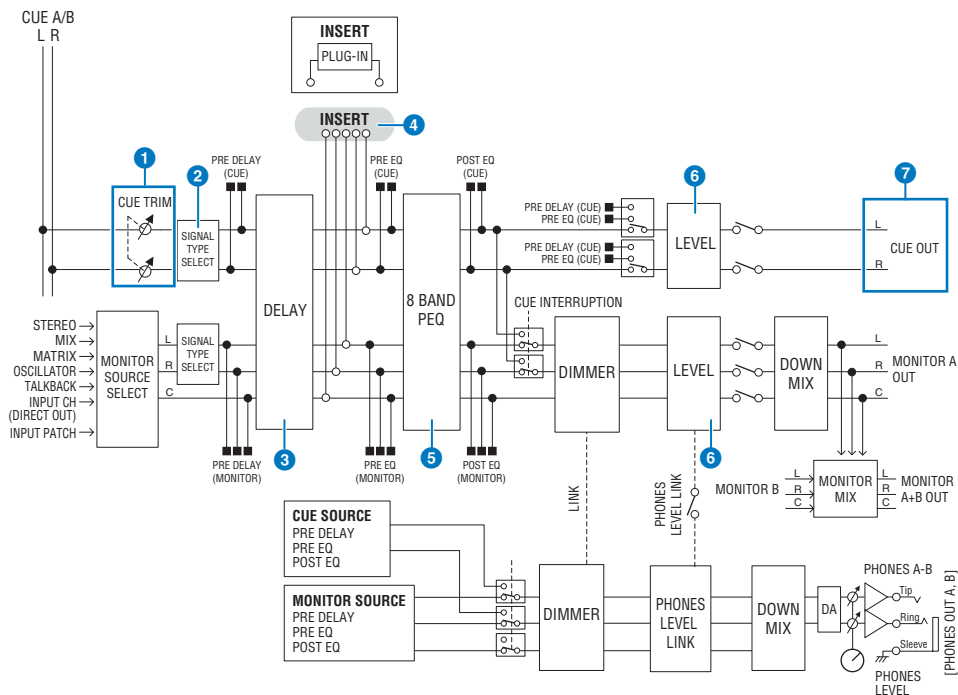 CUE A/B
L R
INSERT
PLUG-IN
INSERT
4
1
2
PRE DELAY
(CUE)
PRE EQ
(CUE)
POST EQ
(CUE)
6
7
CUE TRIM
SIGNAL
TYPE
SELECT
PRE DELAY (CUE)
PRE EQ (CUE)
PRE DELAY (CUE)
PRE EQ (CUE)
LEVEL
L
R
CUE OUT
DELAY
8 BAND
PEQ
CUE INTERRUPTION
STEREO
MIX
MATRIX
OSCILLATOR
TALKBACK
INPUT CH
(DIRECT OUT)
INPUT PATCH
MONITOR
SOURCE
SELECT
L
R
C
SIGNAL
TYPE
SELECT
DIMMER
LEVEL
DOWN
MIX
L
R
C
MONITOR A
OUT
3
5
6
PRE DELAY
(MONITOR)
PRE EQ
(MONITOR)
POST EQ
(MONITOR)
LINK
PHONES
LEVEL LINK
MONITOR B
L
R
C
MONITOR
MIX
L
R
C
MONITOR
A+B OUT
CUE SOURCE
PRE DELAY
PRE EQ
POST EQ
MONITOR SOURCE
PRE DELAY
PRE EQ
POST EQ
DIMMER
PHONES
LEVEL
LINK
DOWN
MIX
DA
PHONES A-B
Tip
Ring
Sleeve
PHONES
LEVEL
[PHONES OUT A, B]